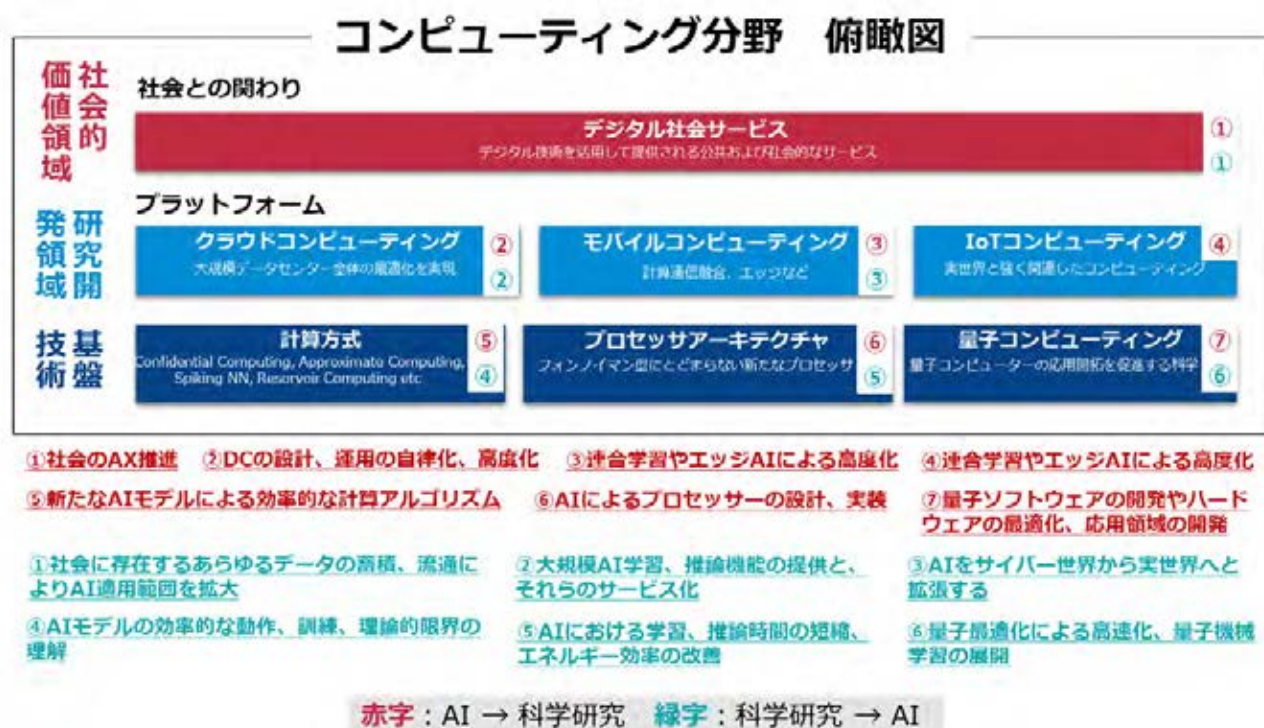 コンピューティング分野 俯瞰図
社会的
価値領域
社会との関わり
デジタル社会サービス
デジタル技術を活用して提供される公共および社会的なサービス
①
①
研究開
発領域
プラットフォーム
クラウドコンピューティング
大規模データセンター全体の最適化を実現
②
②
モバイルコンピューティング
計算通信融合、エッジなど
③
③
IoTコンピューティング
実世界と強く関連したコンピューティング
④
基盤
技術
計算方式
Confidential Computing, Approximate Computing,
Spiking NN, Reservoir Computing etc
⑤
④
プロセッサアーキテクチャ
フォンノイマン型にとどまらない新たなプロセッサ
⑥
⑤
量子コンピューティング
量子コンピューターの応用開拓を促進する科学
⑦
⑥
①社会のAX推進 ②DCの設計、運用の自律化、高度化 ③連合学習やエッジAIによる高度化 ④連合学習やエッジAIによる高度化
⑤新たなAIモデルによる効率的な計算アルゴリズム ⑥AIによるプロセッサーの設計、実装 ⑦量子ソフトウェアの開発やハード
ウェアの最適化、応用領域の開発
①社会に存在するあらゆるデータの蓄積、流通に
よりAI適用範囲を拡大
②大規模AI学習、推論機能の提供と、
それらのサービス化
③AIをサイバー世界から実世界へと
拡張する
④AIモデルの効率的な動作、訓練、理論的限界の
理解
⑤AIにおける学習、推論時間の短縮、
エネルギー効率の改善
⑥量子最適化による高速化、量子機械
学習の展開
赤字：AI → 科学研究 緑字：科学研究 → AI